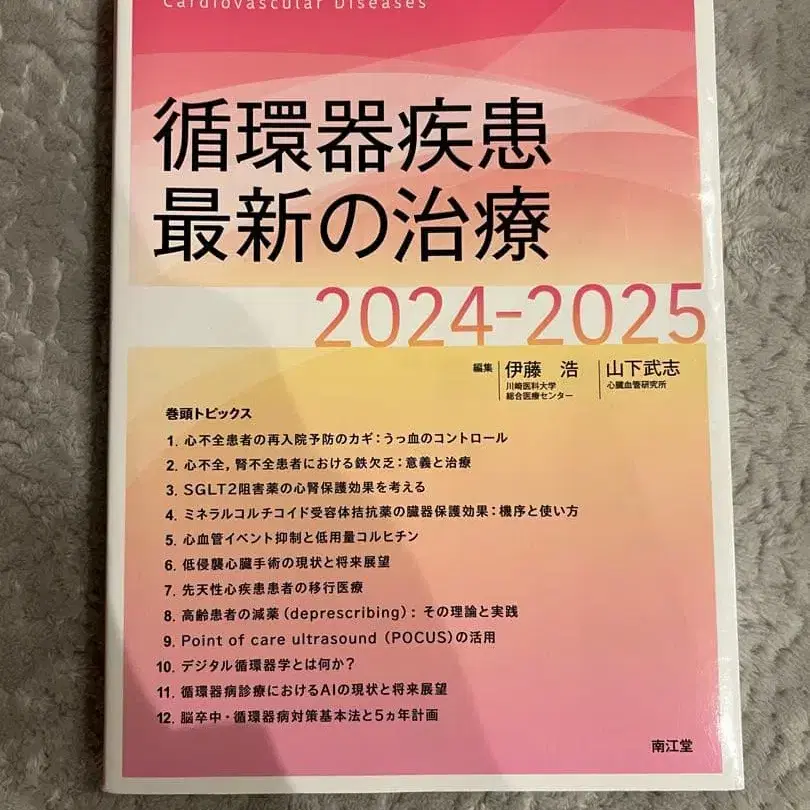 Cardiovascular Diseases
循環器疾患
最新の治療
2024-2025
編集 伊藤 浩 山下武志
川崎医科大学 心臓血管研究所
総合医療センター
巻頭トピックス
1. 心不全患者の再入院予防のカギ：うっ血のコントロール
2. 心不全，腎不全患者における鉄欠乏：意義と治療
3. SGLT2阻害薬の心腎保護効果を考える
4. ミネラルコルチコイド受容体拮抗薬の臓器保護効果：機序と使い方
5. 心血管イベント抑制と低用量コルヒチン
6. 低侵襲心臓手術の現状と将来展望
7. 先天性心疾患患者の移行医療
8. 高齢患者の減薬（deprescribing）：その理論と実践
9. Point of care ultrasound（POCUS）の活用
10. デジタル循環器学とは何か？
11. 循環器病診療におけるAIの現状と将来展望
12. 脳卒中・循環器病対策基本法と5ヵ年計画
南江堂